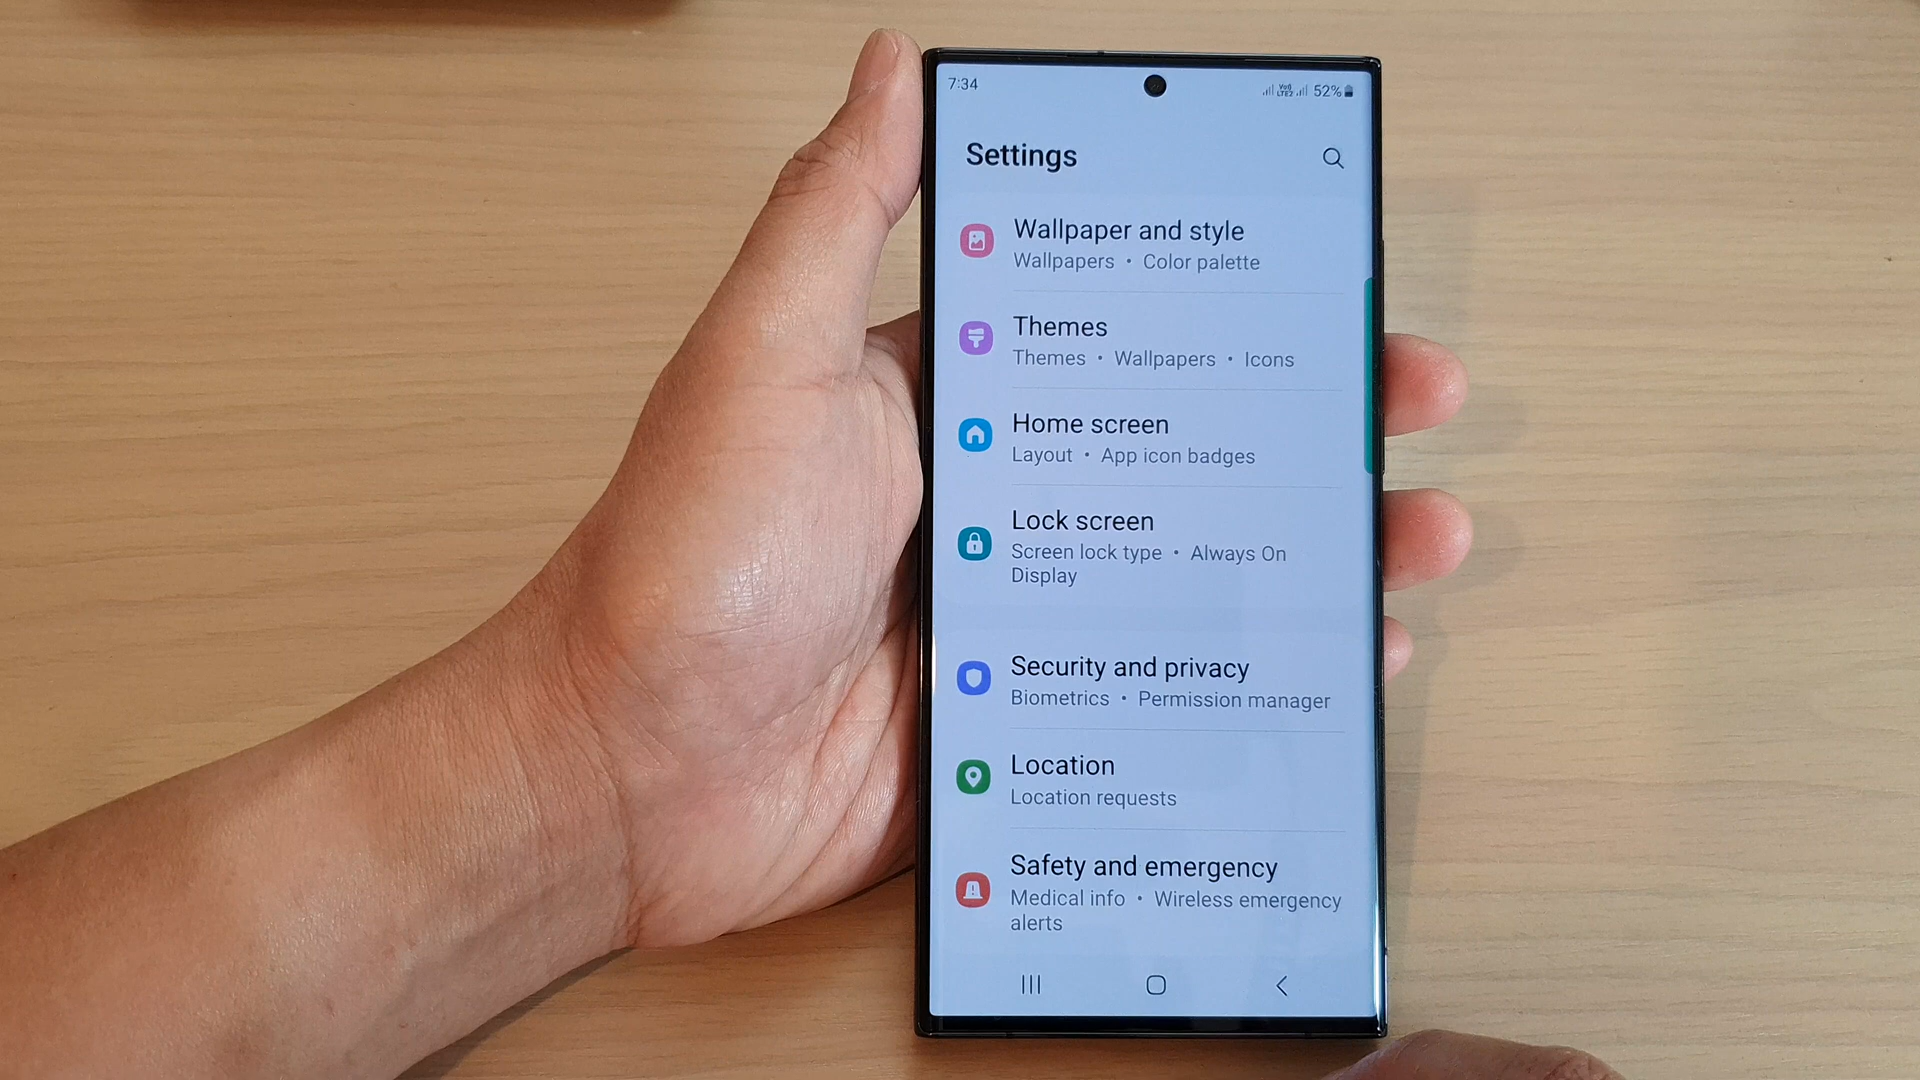 7:34
Vo)) LTE2 52%
Settings
Wallpaper and style
Wallpapers • Color palette
Themes
Themes • Wallpapers • Icons
Home screen
Layout • App icon badges
Lock screen
Screen lock type • Always On
Display
Security and privacy
Biometrics • Permission manager
Location
Location requests
Safety and emergency
Medical info • Wireless emergency
alerts